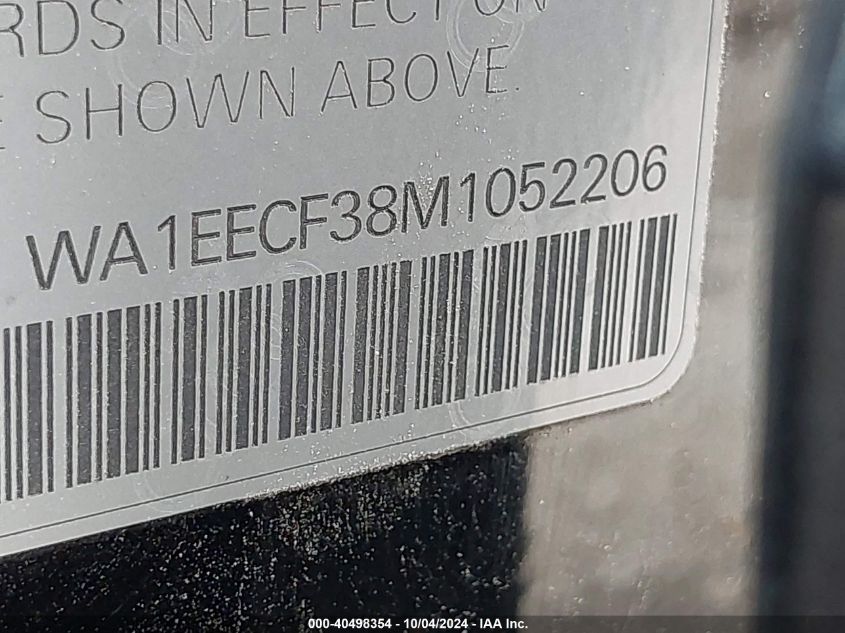 RDS IN EFFECT ON
E SHOWN ABOVE.
WA1EECF38M1052206
000-40498354 - 10/04/2024 - IAA Inc.